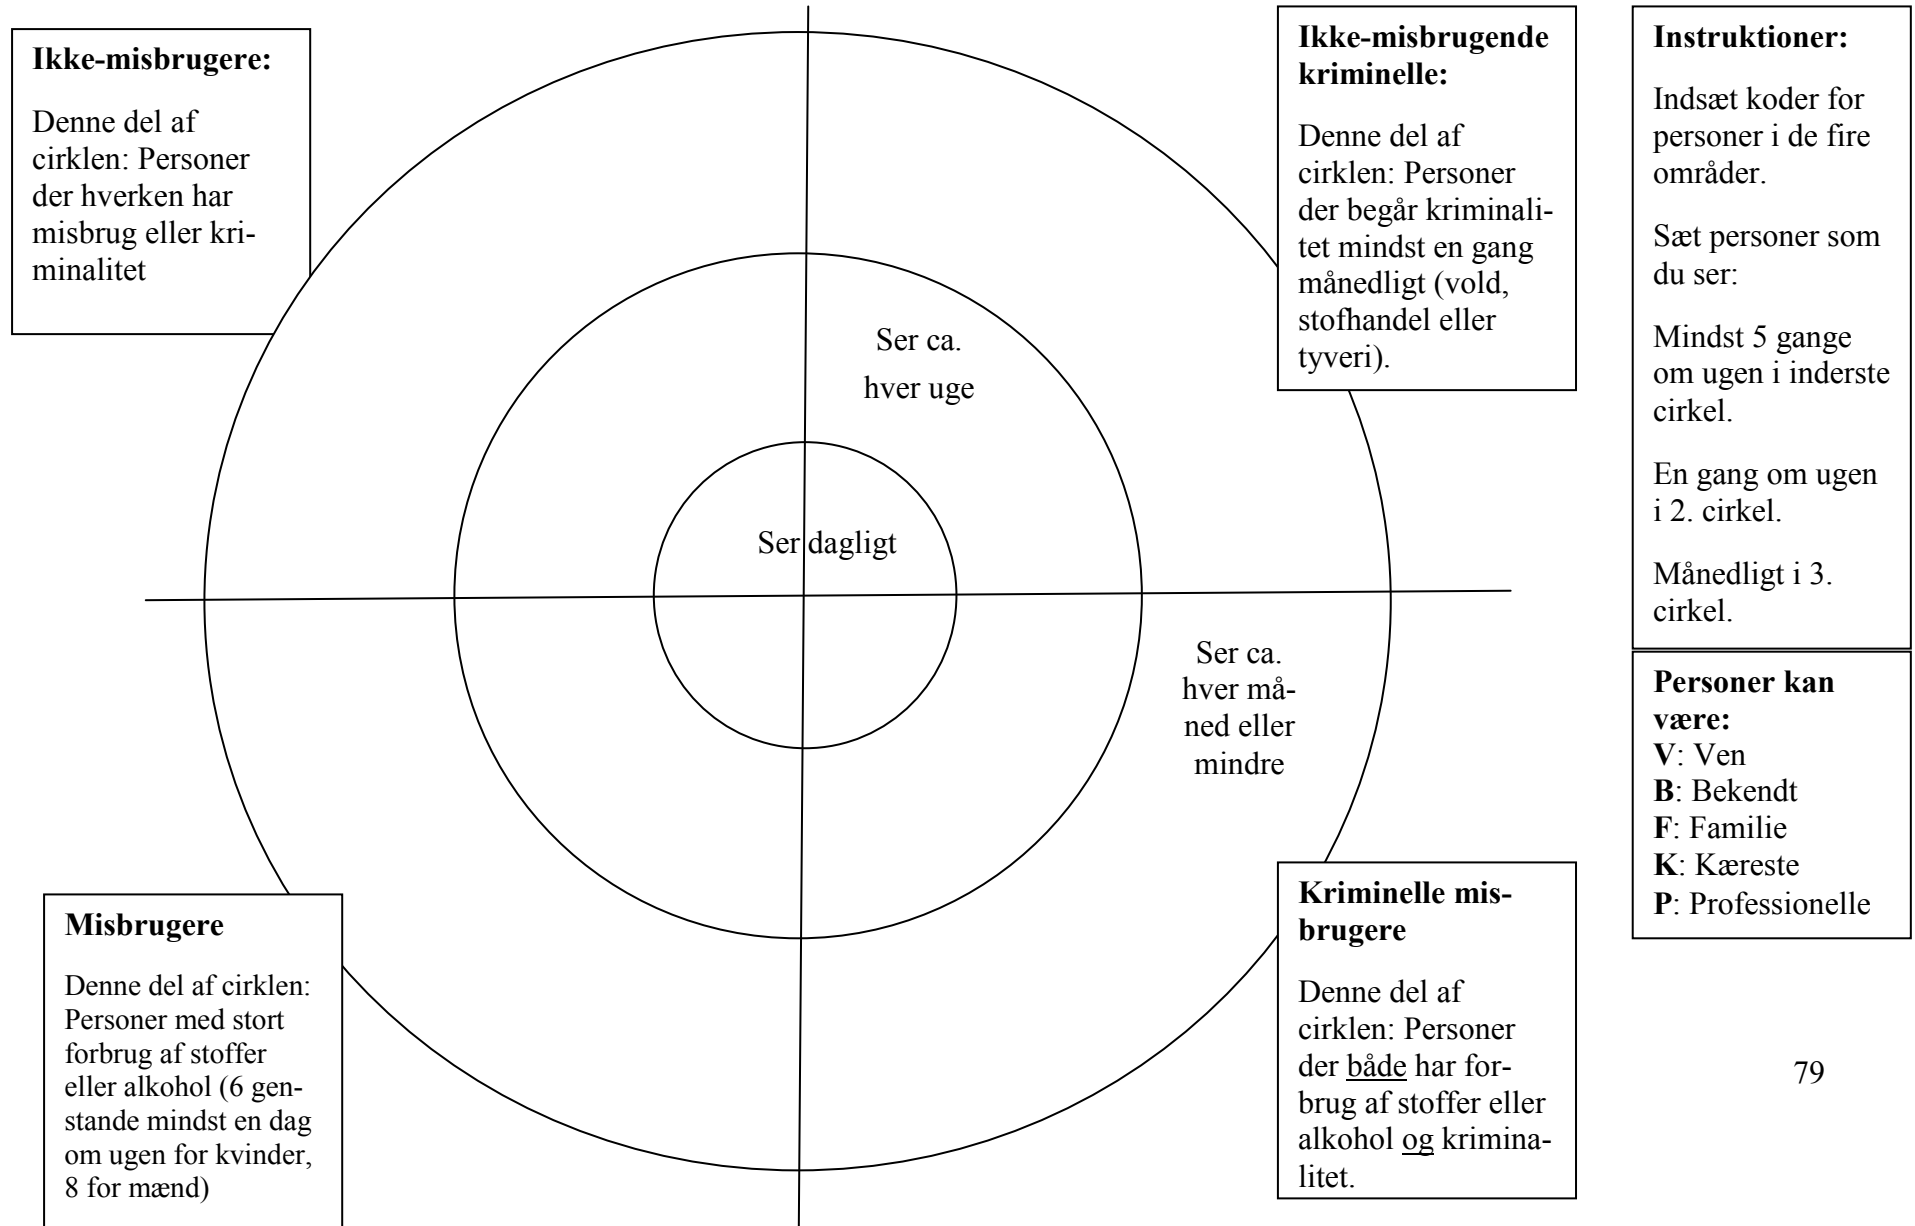 Ikke-misbrugere:
Denne del af
cirklen: Personer
der hverken har
misbrug eller kri-
minalitet
Ikke-misbrugende
kriminelle:
Denne del af
cirklen: Personer
der begår kriminali-
tet mindst en gang
månedligt (vold,
stofhandel eller
tyveri).
Instruktioner:
Indsæt koder for
personer i de fire
områder.
Sæt personer som
du ser:
Mindst 5 gange
om ugen i inderste
cirkel.
En gang om ugen
i 2. cirkel.
Månedligt i 3.
cirkel.
Ser ca.
hver uge
Ser dagligt
Ser ca.
hver må-
ned eller
mindre
Personer kan
være:
V: Ven
B: Bekendt
F: Familie
K: Kæreste
P: Professionelle
Misbrugere
Denne del af cirklen:
Personer med stort
forbrug af stoffer
eller alkohol (6 gen-
stande mindst en dag
om ugen for kvinder,
8 for mænd)
Kriminelle mis-
brugere
Denne del af
cirklen: Personer
der både har for-
brug af stoffer eller
alkohol og krimina-
litet.
79